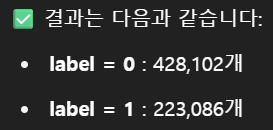 ✅ 결과는 다음과 같습니다:
• label = 0 : 428,102개
• label = 1 : 223,086개